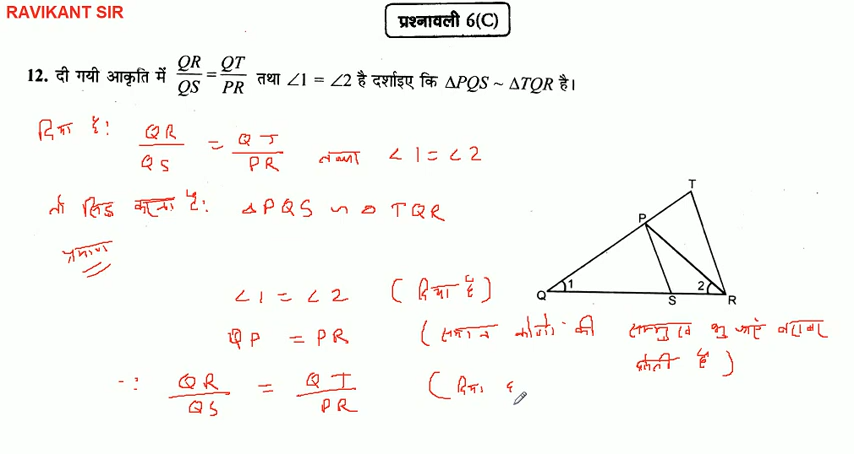 RAVIKANT SIR
प्रश्नावली 6(C)
12. दी गयी आकृति में QR/QS = QT/PR तथा ∠1 = ∠2 है दर्शाइए कि ΔPQS ~ ΔTQR है।
दिया है: QR/QS = QT/PR तथा ∠1 = ∠2
तो सिद्ध करना है: ΔPQS ~ ΔTQR
प्रमाण
∠1 = ∠2 (दिया है)
QP = PR (समान कोणों की सम्मुख भुजाएं बराबर
होती हैं)
∵ QR/QS = QT/PR (दिया ह
T
P
Q 1 S 2 R